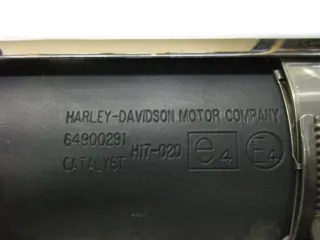 HARLEY-DAVIDSON MOTOR COMPANY
64900291
CATALYST H17-020 e4 E4